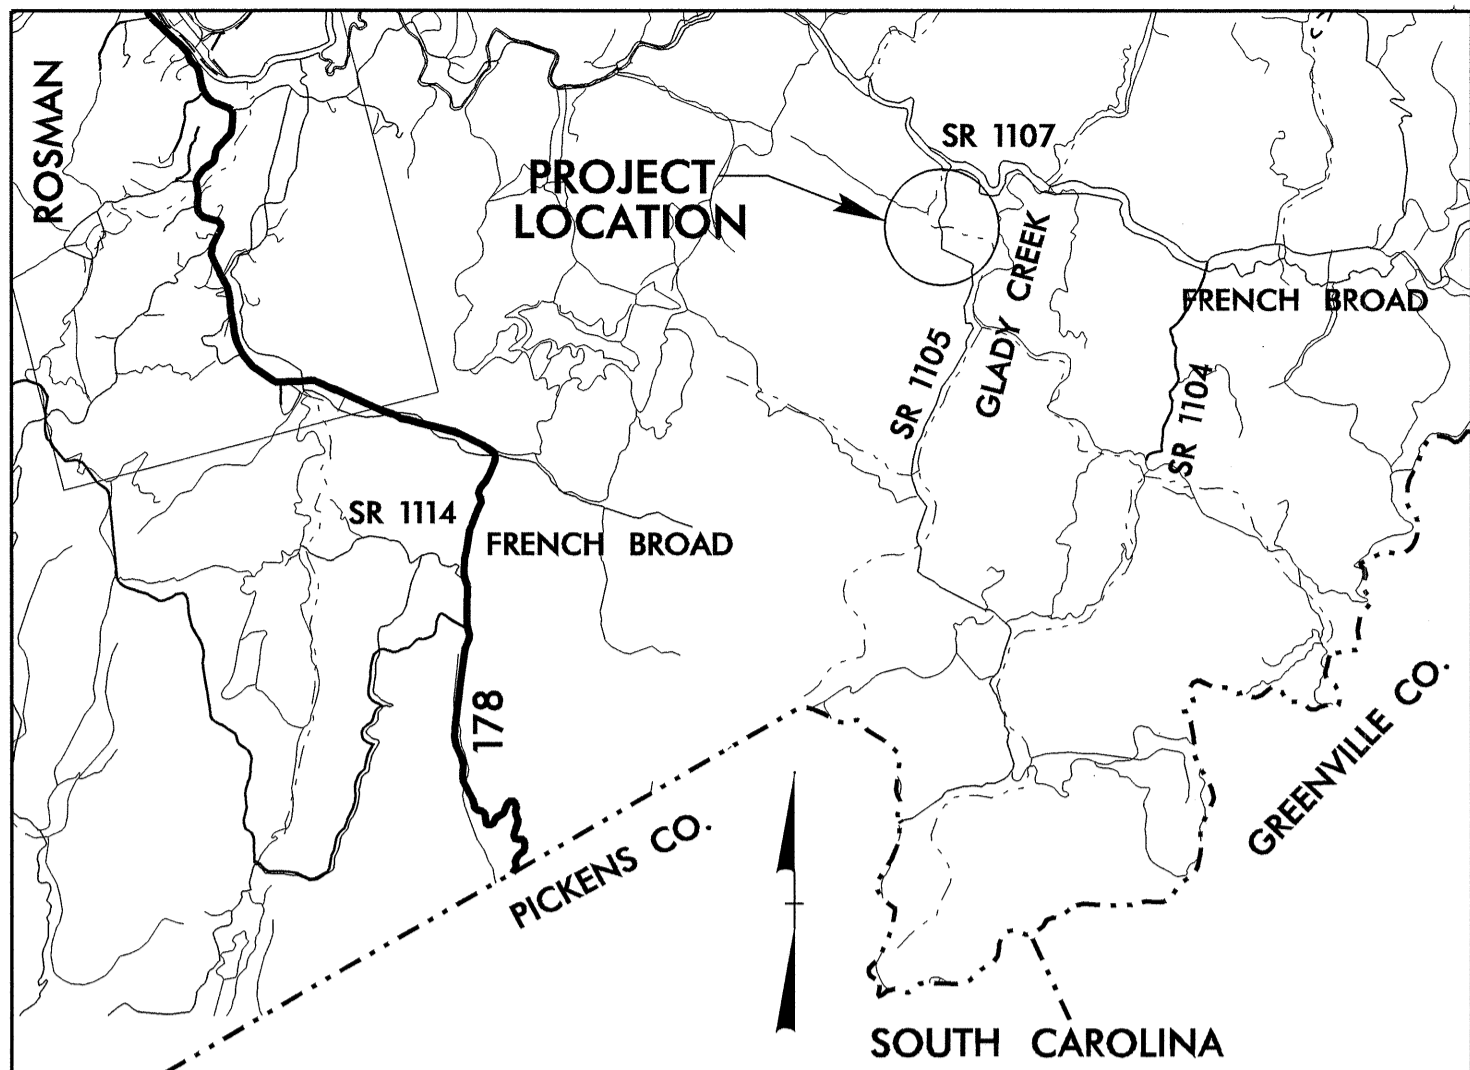 ROSMAN
SR 1107
PROJECT
LOCATION
GLADY CREEK
FRENCH BROAD
SR 1105
SR 1104
SR 1114
FRENCH BROAD
178
GREENVILLE CO.
PICKENS CO.
SOUTH CAROLINA